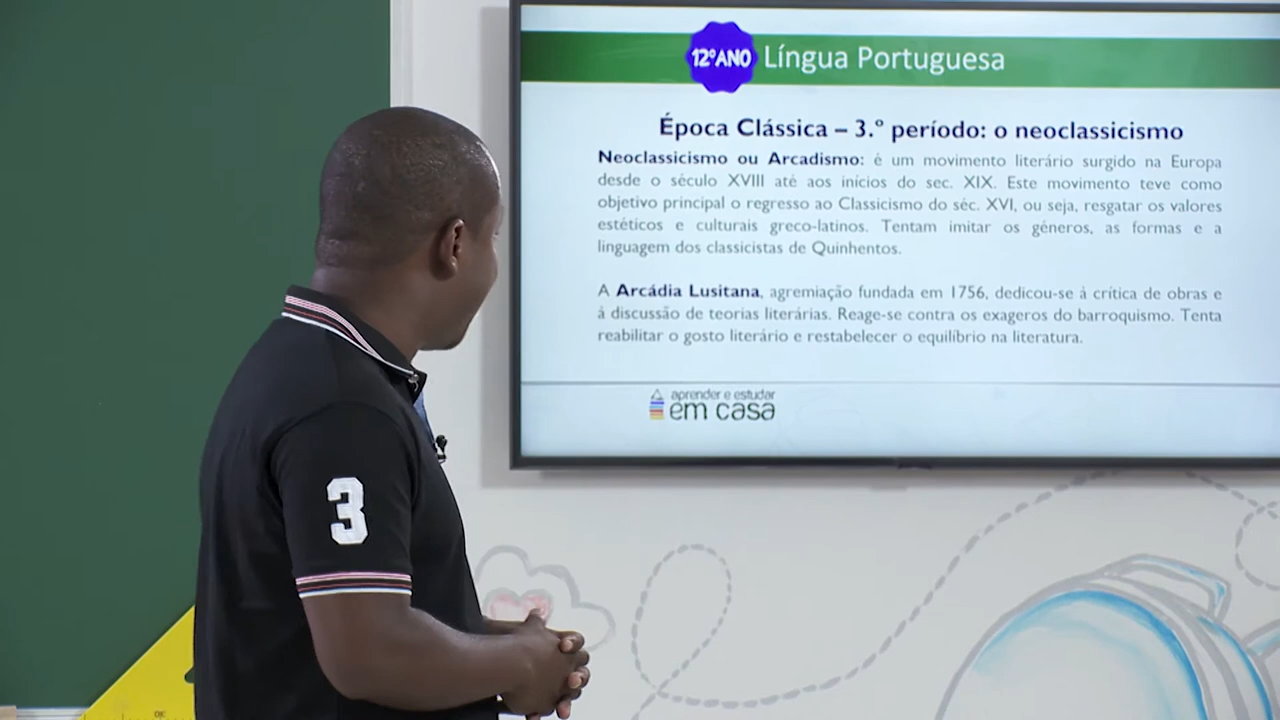 12ºANO Língua Portuguesa
Época Clássica – 3.º período: o neoclassicismo
Neoclassicismo ou Arcadismo: é um movimento literário surgido na Europa
desde o século XVIII até aos inícios do sec. XIX. Este movimento teve como
objetivo principal o regresso ao Classicismo do séc. XVI, ou seja, resgatar os valores
estéticos e culturais greco-latinos. Tentam imitar os géneros, as formas e a
linguagem dos classicistas de Quinhentos.
A Arcádia Lusitana, agremiação fundada em 1756, dedicou-se à crítica de obras e
à discussão de teorias literárias. Reage-se contra os exageros do barroquismo. Tenta
reabilitar o gosto literário e restabelecer o equilíbrio na literatura.
aprender e estudar
em casa
3